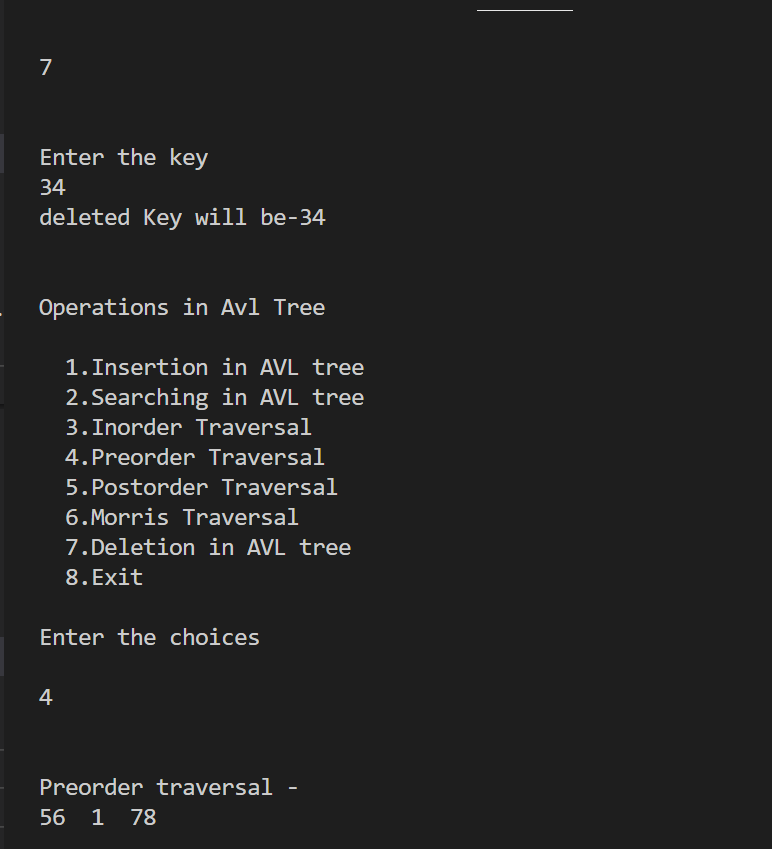 7
Enter the key
34
deleted Key will be-34
Operations in Avl Tree
1.Insertion in AVL tree
2.Searching in AVL tree
3.Inorder Traversal
4.Preorder Traversal
5.Postorder Traversal
6.Morris Traversal
7.Deletion in AVL tree
8.Exit
Enter the choices
4
Preorder traversal -
56  1  78